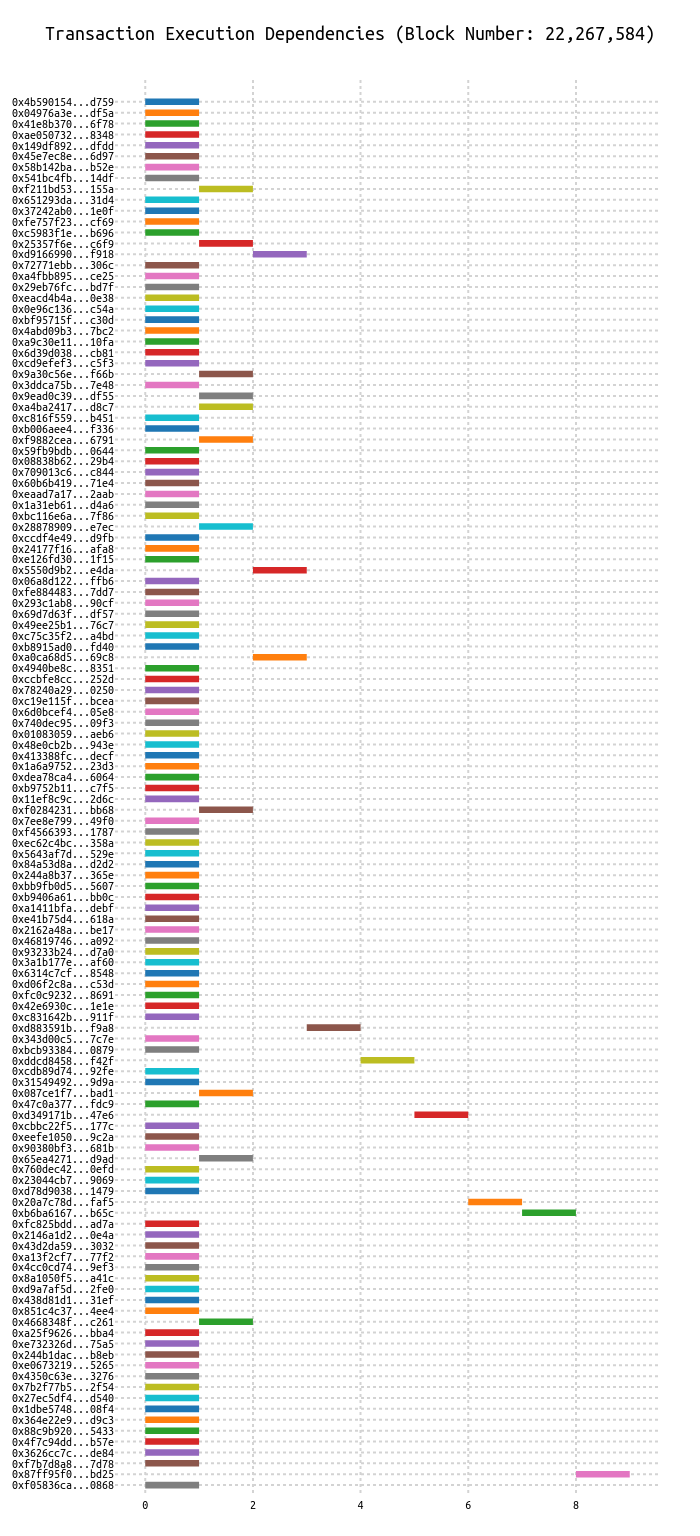 Transaction Execution Dependencies (Block Number: 22,267,584)
0x4b590154...d759
0x04976a3e...df5a
0x41e8b370...6f78
0xae050732...8348
0x149df892...dfdd
0x45e7ec8e...6d97
0x58b142ba...b52e
0x541bc4fb...14df
0xf211bd53...155a
0x651293da...31d4
0x37242ab0...1e0f
0xfe757f23...cf69
0xc5983f1e...b696
0x25357f6e...c6f9
0xd9166990...f918
0x72771ebb...306c
0xa4fbb895...ce25
0x29eb76fc...bd7f
0xeacd4b4a...0e38
0x0e96c136...c54a
0xbf95715f...c30d
0x4abd09b3...7bc2
0xa9c30e11...10fa
0x6d39d038...cb81
0xcd9efef3...c5f3
0x9a30c56e...f66b
0x3ddca75b...7e48
0x9ead0c39...df55
0xa4ba2417...d8c7
0xc816f559...b451
0xb006aee4...f336
0xf9882cea...6791
0x59fb9bdb...0644
0x08838b62...29b4
0x709013c6...c844
0x60b6b419...71e4
0xeaad7a17...2aab
0x1a31eb61...d4a6
0xbc116e6a...7f86
0x28878909...e7ec
0xccdf4e49...d9fb
0x24177f16...afa8
0xe126fd30...1f15
0x5550d9b2...e4da
0x06a8d122...ffb6
0xfe884483...7dd7
0x293c1ab8...90cf
0x69d7d63f...df57
0x49ee25b1...76c7
0xc75c35f2...a4bd
0xb8915ad0...fd40
0xa0ca68d5...69c8
0x4940be8c...8351
0xccbfe8cc...252d
0x78240a29...0250
0xc19e115f...bcea
0x6d0bcef4...05e8
0x740dec95...09f3
0x01083059...aeb6
0x48e0cb2b...943e
0x413388fc...decf
0x1a6a9752...23d3
0xdea78ca4...6064
0xb9752b11...c7f5
0x11ef8c9c...2d6c
0xf0284231...bb68
0x7ee8e799...49f0
0xf4566393...1787
0xec62c4bc...358a
0x5643af7d...529e
0x84a53d8a...d2d2
0x244a8b37...365e
0xbb9fb0d5...5607
0xb9406a61...bb0c
0xa1411bfa...debf
0xe41b75d4...618a
0x2162a48a...be17
0x46819746...a092
0x93233b24...d7a0
0x3a1b177e...af60
0x6314c7cf...8548
0xd06f2c8a...c53d
0xfc0c9232...8691
0x42e6930c...1e1e
0xc831642b...911f
0xd883591b...f9a8
0x343d00c5...7c7e
0xbcb93384...0879
0xddcd8458...f42f
0xcdb89d74...92fe
0x31549492...9d9a
0x087ce1f7...bad1
0x47c0a377...fdc9
0xd349171b...47e6
0xcbbc22f5...177c
0xeefe1050...9c2a
0x90380bf3...681b
0x65ea4271...d9ad
0x760dec42...0efd
0x23044cb7...9069
0xd78d9038...1479
0x20a7c78d...faf5
0xb6ba6167...b65c
0xfc825bdd...ad7a
0x2146a1d2...0e4a
0x43d2da59...3032
0xa13f2cf7...77f2
0x4cc0cd74...9ef3
0x8a1050f5...a41c
0xd9a7af5d...2fe0
0x438d81d1...31ef
0x851c4c37...4ee4
0x4668348f...c261
0xa25f9626...bba4
0xe732326d...75a5
0x244b1dac...b8eb
0xe0673219...5265
0x4350c63e...3276
0x7b2f77b5...2f54
0x27ec5df4...d540
0x1dbe5748...08f4
0x364e22e9...d9c3
0x88c9b920...5433
0x4f7c94dd...b57e
0x3626cc7c...de84
0xf7b7d8a8...7d78
0x87ff95f0...bd25
0xf05836ca...0868
0 2 4 6 8